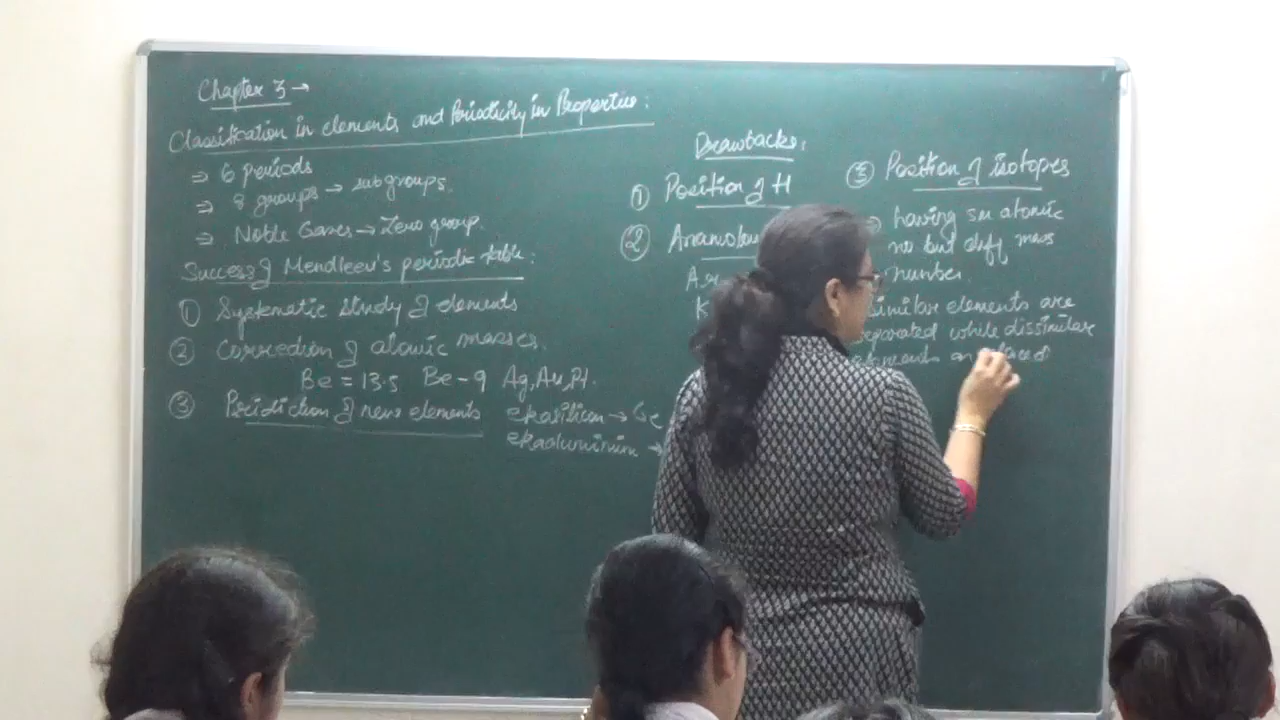 Chapter 3 →
Classification in elements and Periodicity in Properties:
⇒ 6 periods
⇒ 8 groups → subgroups.
⇒ Noble Gases → Zero group.
Success of Mendleev's periodic table:
① Systematic study of elements
② Correction of atomic masses.
Be = 13.5 Be - 9 Ag, Au, Pt.
③ Prediction of new elements
ekasilicon → Ge
ekaaluminium →
Drawbacks:
① Position of H
②
Ar
K
③ Position of isotopes
having sm atomic
no but diff mass
number.
similar elements are
while dissimilar
placed